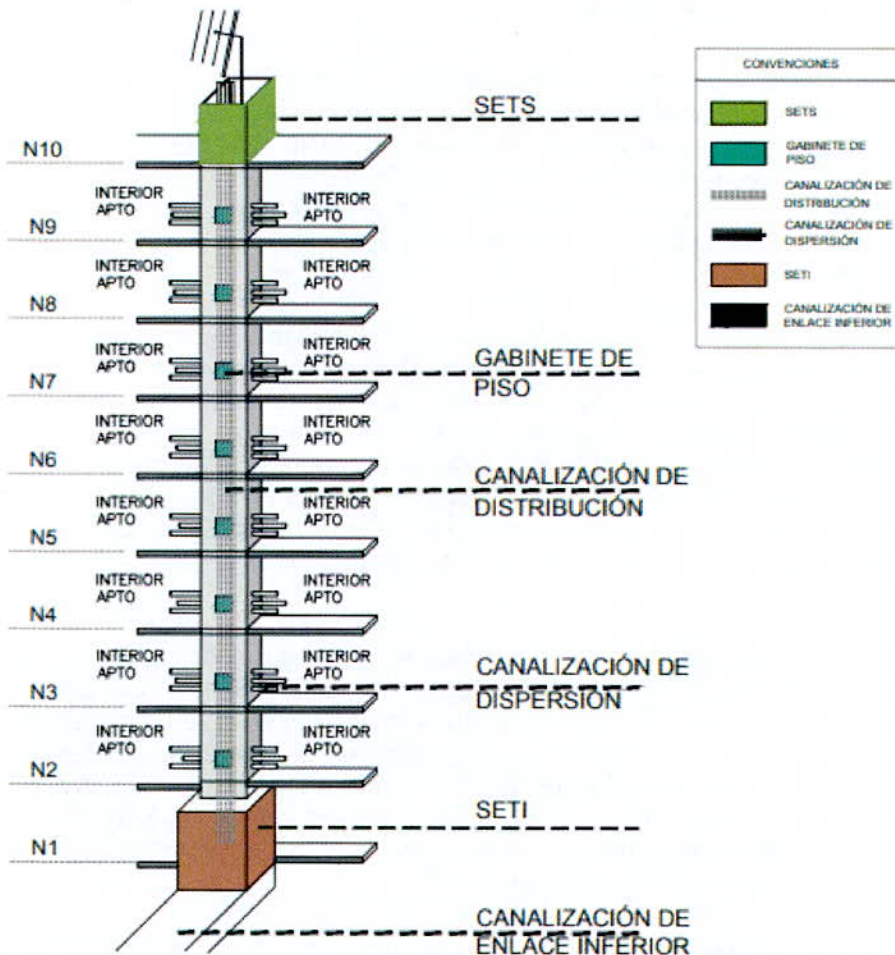 SETS
N10
INTERIOR
APTO
INTERIOR
APTO
N9
INTERIOR
APTO
INTERIOR
APTO
N8
INTERIOR
APTO
INTERIOR
APTO
GABINETE DE
PISO
N7
INTERIOR
APTO
INTERIOR
APTO
N6
CANALIZACIÓN DE
DISTRIBUCIÓN
INTERIOR
APTO
INTERIOR
APTO
N5
INTERIOR
APTO
INTERIOR
APTO
N4
INTERIOR
APTO
INTERIOR
APTO
CANALIZACIÓN DE
DISPERSIÓN
N3
INTERIOR
APTO
INTERIOR
APTO
N2
SETI
N1
CANALIZACIÓN DE
ENLACE INFERIOR
CONVENCIONES
SETS
GABINETE DE
PISO
CANALIZACIÓN DE
DISTRIBUCIÓN
CANALIZACIÓN DE
DISPERSIÓN
SETI
CANALIZACIÓN DE
ENLACE INFERIOR